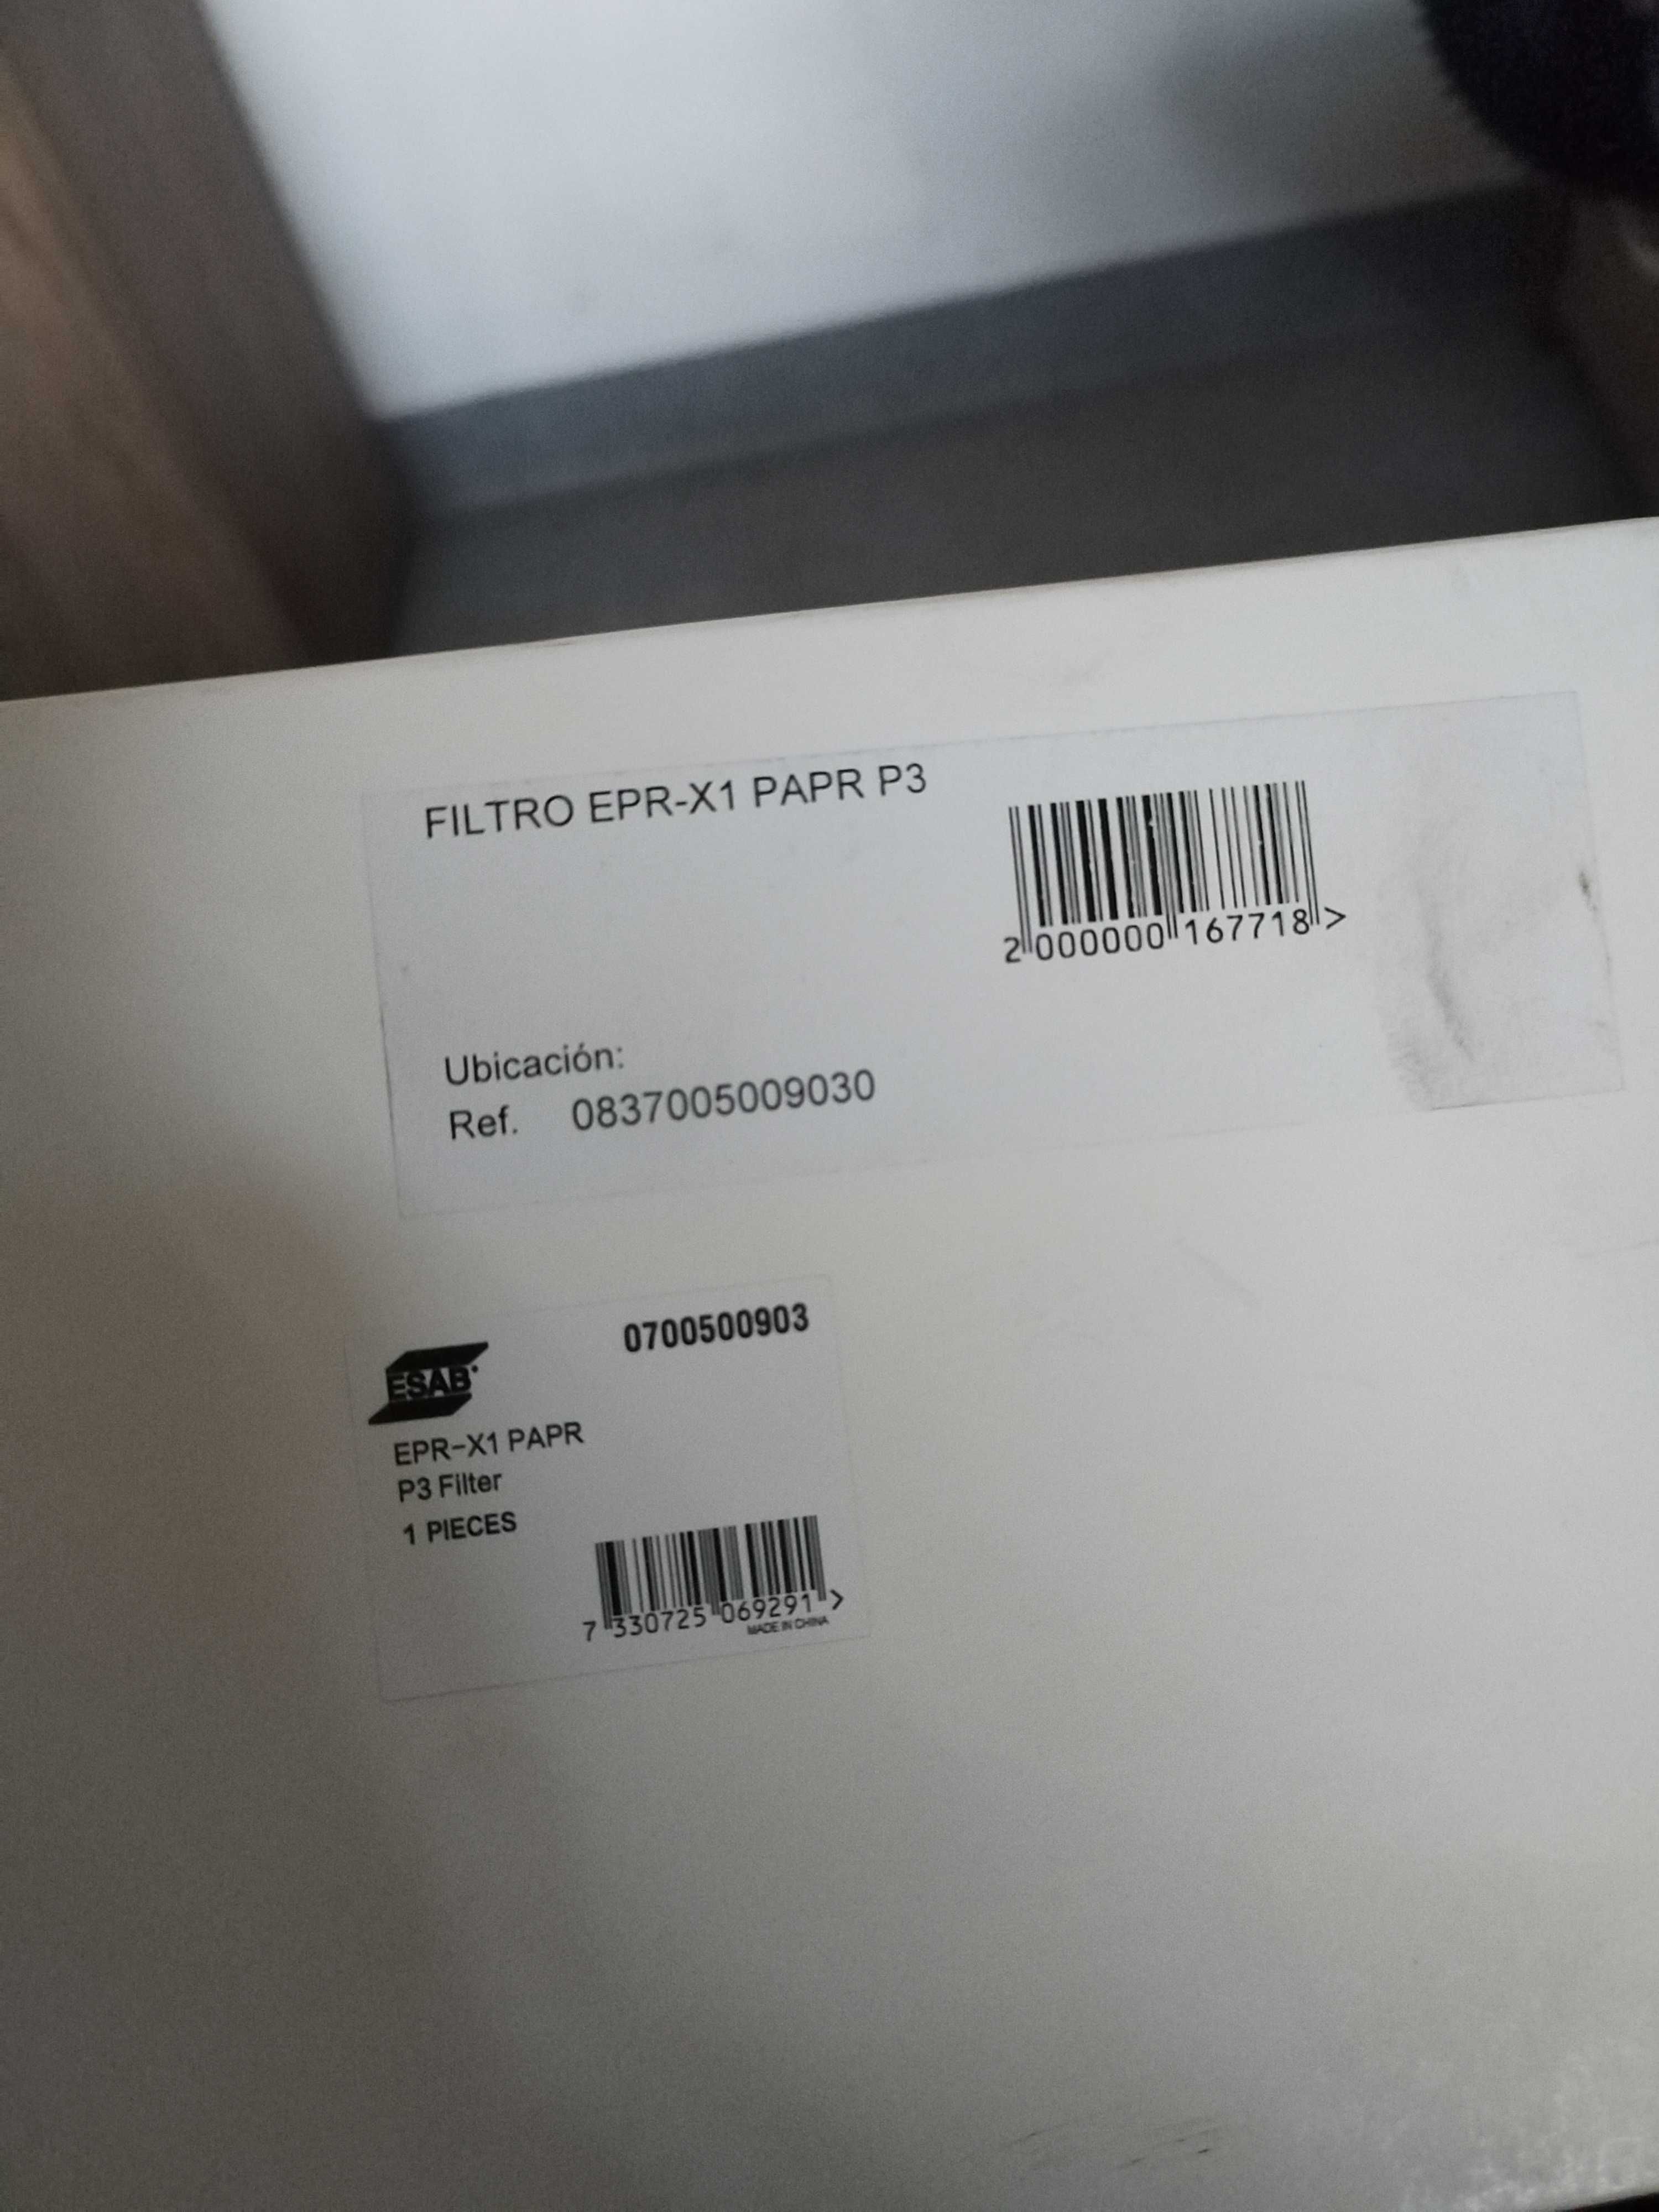 FILTRO EPR-X1 PAPR P3
2 000000 167718 >
Ubicación:
Ref. 0837005009030
0700500903
ESAB
EPR-X1 PAPR
P3 Filter
1 PIECES
7 330725 069291 >
MADE IN CHINA